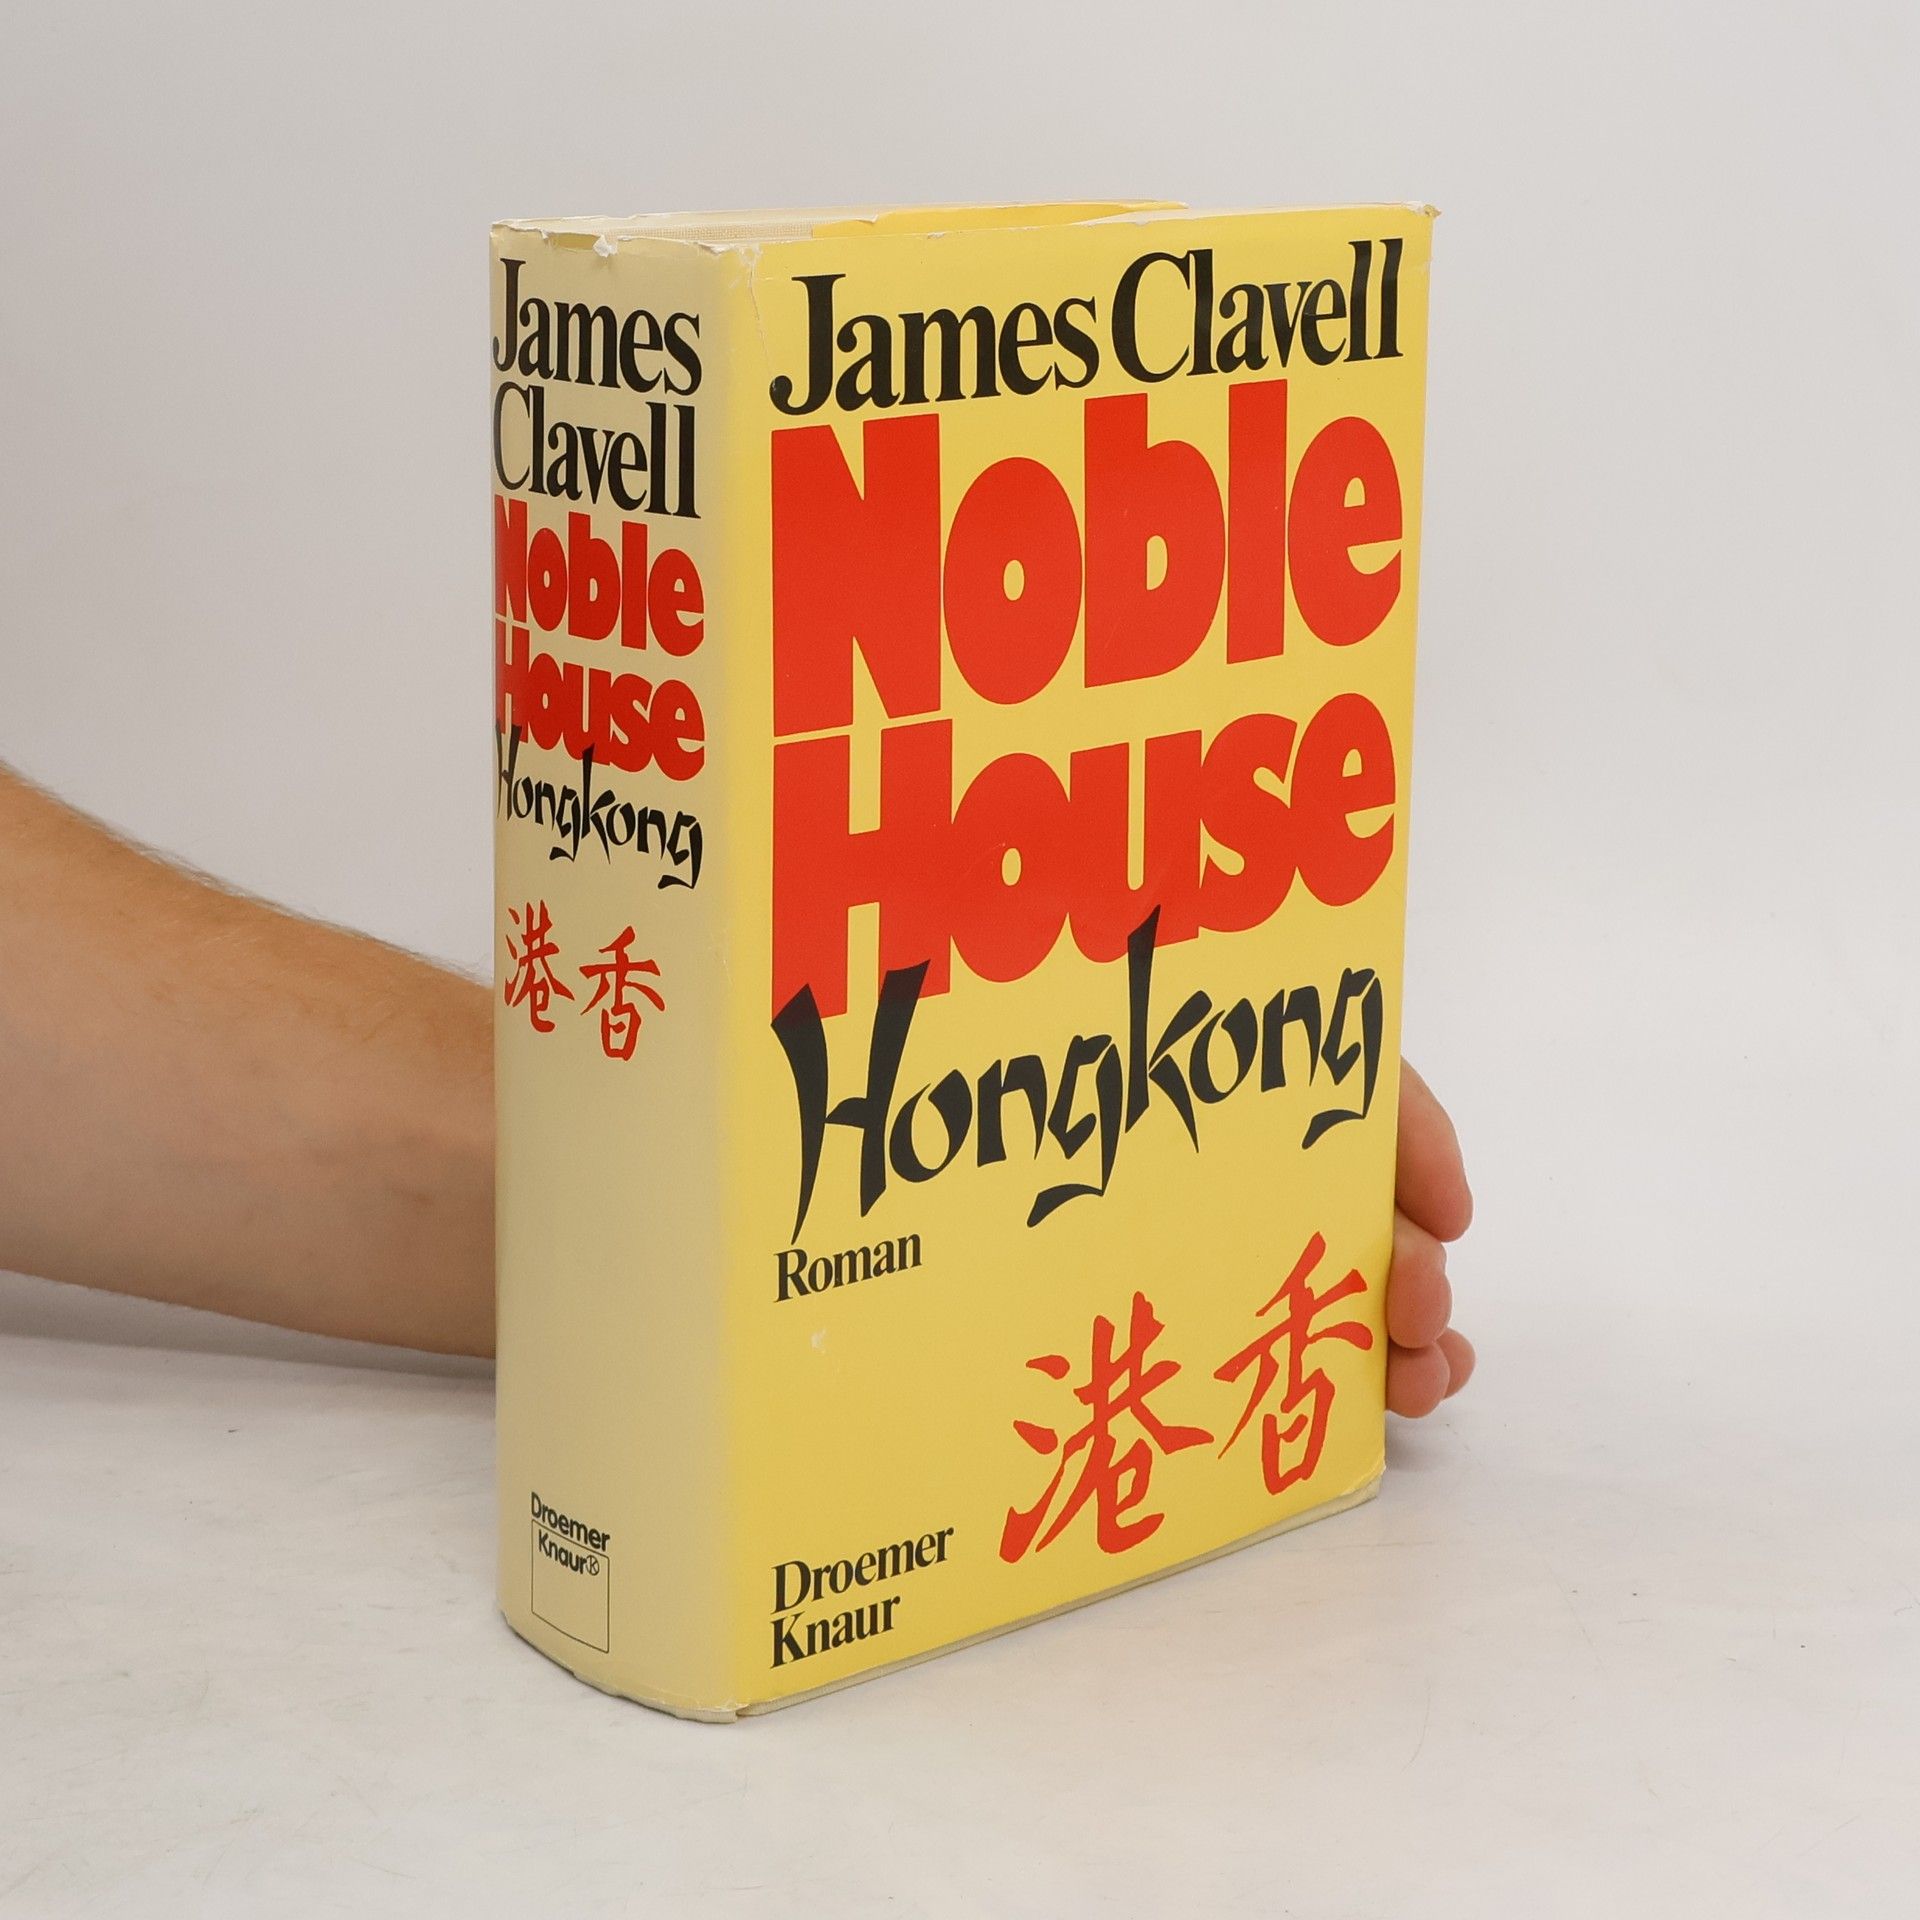 James
Clavell
Noble
House
Hongkong
港香
Droemer
Knaur®
James Clavell
Noble
House
Hongkong
Roman
港香
Droemer
Knaur